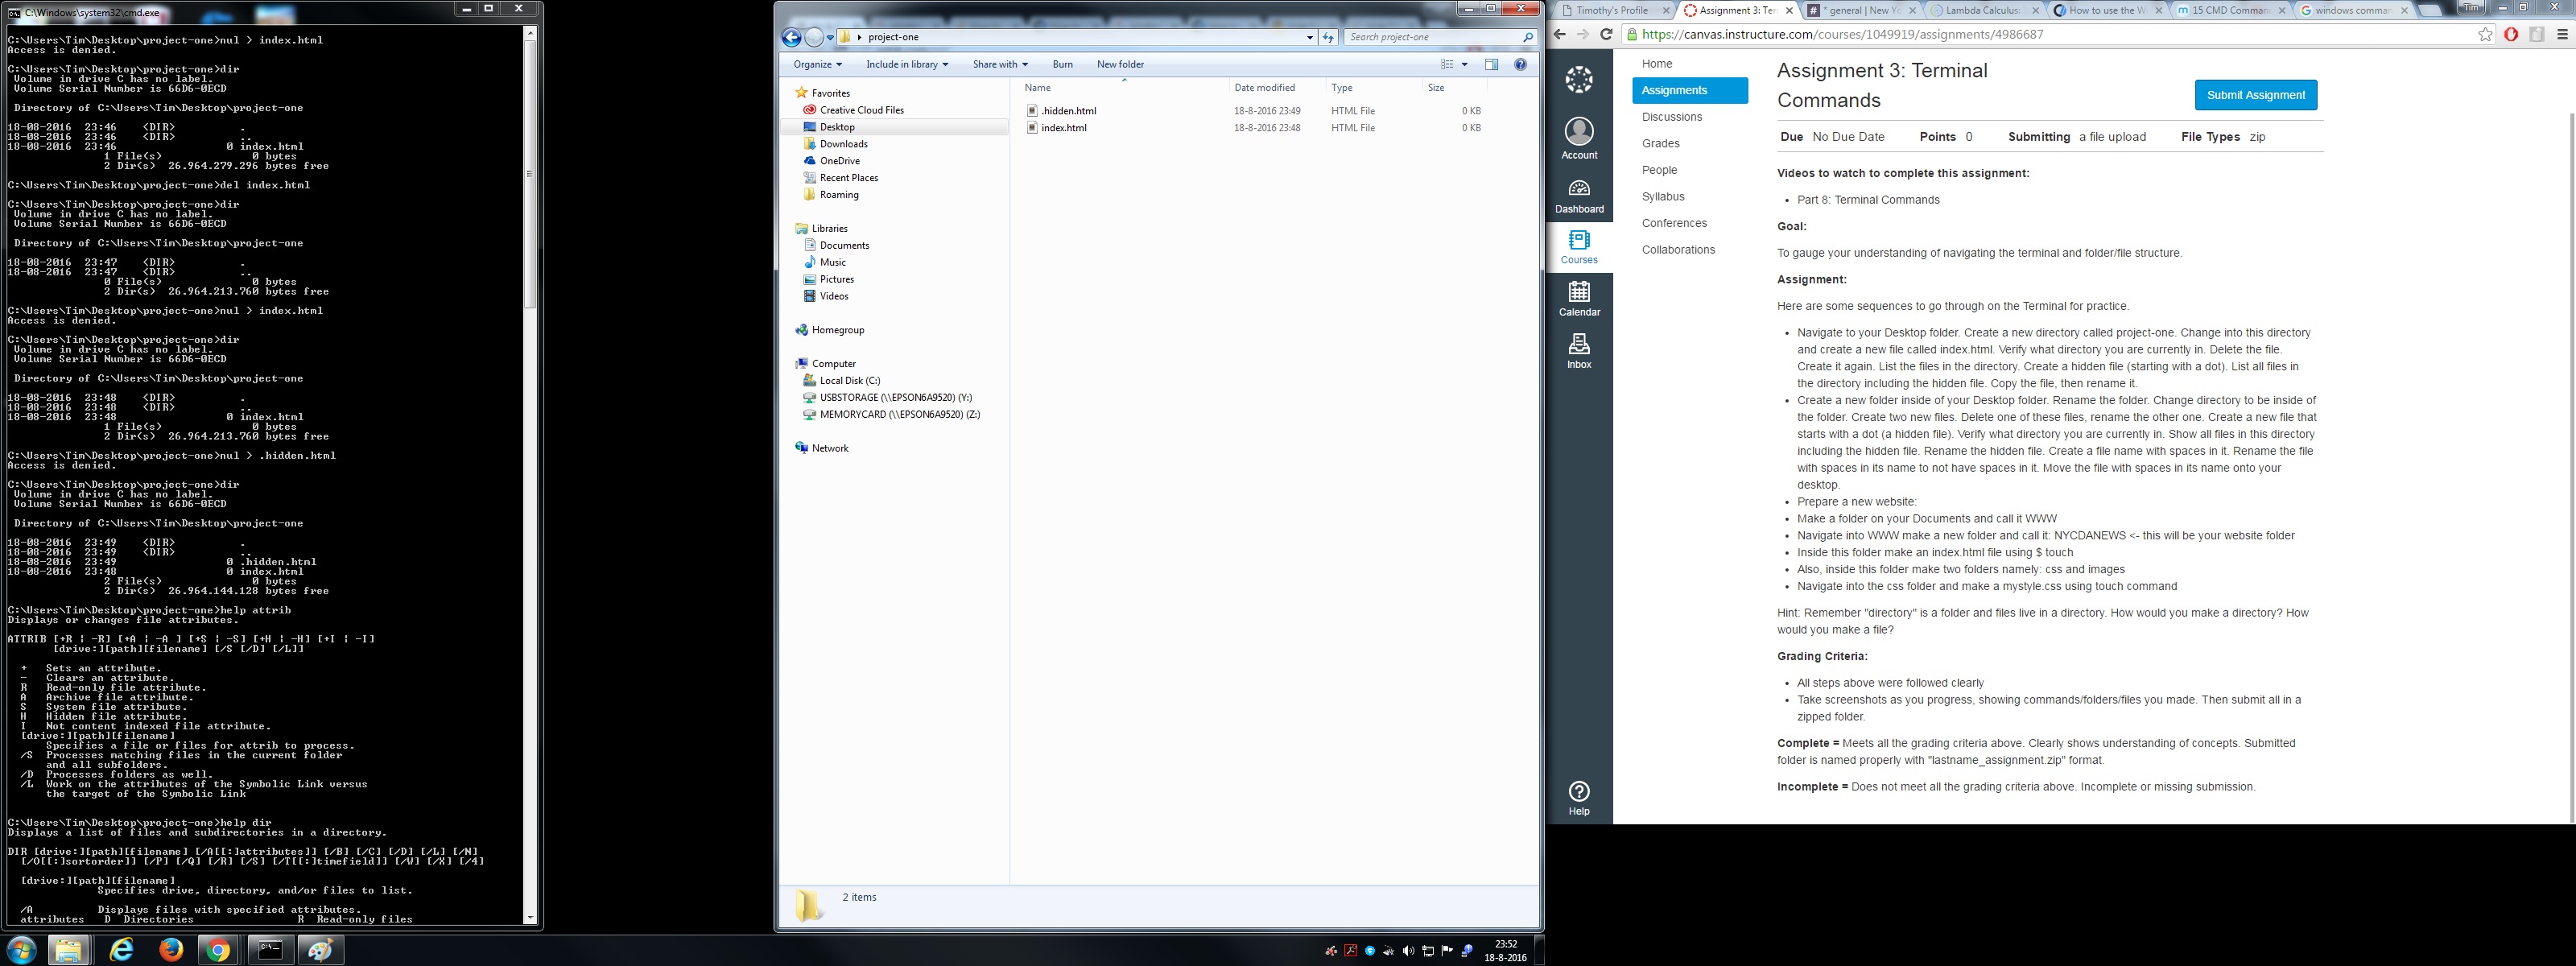 C:\Windows\system32\cmd.exe
C:\Users\Tim\Desktop\project-one>nul > index.html
Access is denied.
C:\Users\Tim\Desktop\project-one>dir
Volume in drive C has no label.
Volume Serial Number is 66D6-0ECD
Directory of C:\Users\Tim\Desktop\project-one
18-08-2016  23:46    <DIR>          .
18-08-2016  23:46    <DIR>          ..
18-08-2016  23:46                 0 index.html
1 File(s)              0 bytes
2 Dir(s)  26.964.279.296 bytes free
C:\Users\Tim\Desktop\project-one>del index.html
C:\Users\Tim\Desktop\project-one>dir
Volume in drive C has no label.
Volume Serial Number is 66D6-0ECD
Directory of C:\Users\Tim\Desktop\project-one
18-08-2016  23:47    <DIR>          .
18-08-2016  23:47    <DIR>          ..
0 File(s)              0 bytes
2 Dir(s)  26.964.213.760 bytes free
C:\Users\Tim\Desktop\project-one>nul > index.html
Access is denied.
C:\Users\Tim\Desktop\project-one>dir
Volume in drive C has no label.
Volume Serial Number is 66D6-0ECD
Directory of C:\Users\Tim\Desktop\project-one
18-08-2016  23:48    <DIR>          .
18-08-2016  23:48    <DIR>          ..
18-08-2016  23:48                 0 index.html
1 File(s)              0 bytes
2 Dir(s)  26.964.213.760 bytes free
C:\Users\Tim\Desktop\project-one>nul > .hidden.html
Access is denied.
C:\Users\Tim\Desktop\project-one>dir
Volume in drive C has no label.
Volume Serial Number is 66D6-0ECD
Directory of C:\Users\Tim\Desktop\project-one
18-08-2016  23:49    <DIR>          .
18-08-2016  23:49    <DIR>          ..
18-08-2016  23:49                 0 .hidden.html
18-08-2016  23:48                 0 index.html
2 File(s)              0 bytes
2 Dir(s)  26.964.144.128 bytes free
C:\Users\Tim\Desktop\project-one>help attrib
Displays or changes file attributes.
ATTRIB [+R ¦ -R] [+A ¦ -A ] [+S ¦ -S] [+H ¦ -H] [+I ¦ -I]
[drive:][path][filename] [/S [/D] [/L]]
+   Sets an attribute.
-   Clears an attribute.
R   Read-only file attribute.
A   Archive file attribute.
S   System file attribute.
H   Hidden file attribute.
I   Not content indexed file attribute.
[drive:][path][filename]
Specifies a file or files for attrib to process.
/S  Processes matching files in the current folder
and all subfolders.
/D  Processes folders as well.
/L  Work on the attributes of the Symbolic Link versus
the target of the Symbolic Link
C:\Users\Tim\Desktop\project-one>help dir
Displays a list of files and subdirectories in a directory.
DIR [drive:][path][filename] [/A[[:]attributes]] [/B] [/C] [/D] [/L] [/N]
[/O[[:]sortorder]] [/P] [/Q] [/R] [/S] [/T[[:]timefield]] [/W] [/X] [/4]
[drive:][path][filename]
Specifies drive, directory, and/or files to list.
/A          Displays files with specified attributes.
attributes   D  Directories                R  Read-only files
project-one
Search project-one
Organize  Include in library  Share with  Burn  New folder
Name  Date modified  Type  Size
.hidden.html  18-8-2016 23:49  HTML File  0 KB
index.html  18-8-2016 23:48  HTML File  0 KB
Favorites
Creative Cloud Files
Desktop
Downloads
OneDrive
Recent Places
Roaming
Libraries
Documents
Music
Pictures
Videos
Homegroup
Computer
Local Disk (C:)
USBSTORAGE (\\EPSON6A9520) (Y:)
MEMORYCARD (\\EPSON6A9520) (Z:)
Network
2 items
23:52
18-8-2016
Timothy's Profile
Assignment 3: Ter
* general | New Yo
Lambda Calculus:
How to use the W
15 CMD Comman
windows comman
Tim
https://canvas.instructure.com/courses/1049919/assignments/4986687
Account
Dashboard
Courses
Calendar
Inbox
Help
Home
Assignments
Discussions
Grades
People
Syllabus
Conferences
Collaborations
Assignment 3: Terminal
Commands
Submit Assignment
Due No Due Date  Points 0  Submitting a file upload  File Types zip
Videos to watch to complete this assignment:
• Part 8: Terminal Commands
Goal:
To gauge your understanding of navigating the terminal and folder/file structure.
Assignment:
Here are some sequences to go through on the Terminal for practice.
• Navigate to your Desktop folder. Create a new directory called project-one. Change into this directory
and create a new file called index.html. Verify what directory you are currently in. Delete the file.
Create it again. List the files in the directory. Create a hidden file (starting with a dot). List all files in
the directory including the hidden file. Copy the file, then rename it.
• Create a new folder inside of your Desktop folder. Rename the folder. Change directory to be inside of
the folder. Create two new files. Delete one of these files, rename the other one. Create a new file that
starts with a dot (a hidden file). Verify what directory you are currently in. Show all files in this directory
including the hidden file. Rename the hidden file. Create a file name with spaces in it. Rename the file
with spaces in its name to not have spaces in it. Move the file with spaces in its name onto your
desktop.
• Prepare a new website:
• Make a folder on your Documents and call it WWW
• Navigate into WWW make a new folder and call it: NYCDANEWS <- this will be your website folder
• Inside this folder make an index.html file using $ touch
• Also, inside this folder make two folders namely: css and images
• Navigate into the css folder and make a mystyle.css using touch command
Hint: Remember "directory" is a folder and files live in a directory. How would you make a directory? How
would you make a file?
Grading Criteria:
• All steps above were followed clearly
• Take screenshots as you progress, showing commands/folders/files you made. Then submit all in a
zipped folder.
Complete = Meets all the grading criteria above. Clearly shows understanding of concepts. Submitted
folder is named properly with "lastname_assignment.zip" format.
Incomplete = Does not meet all the grading criteria above. Incomplete or missing submission.